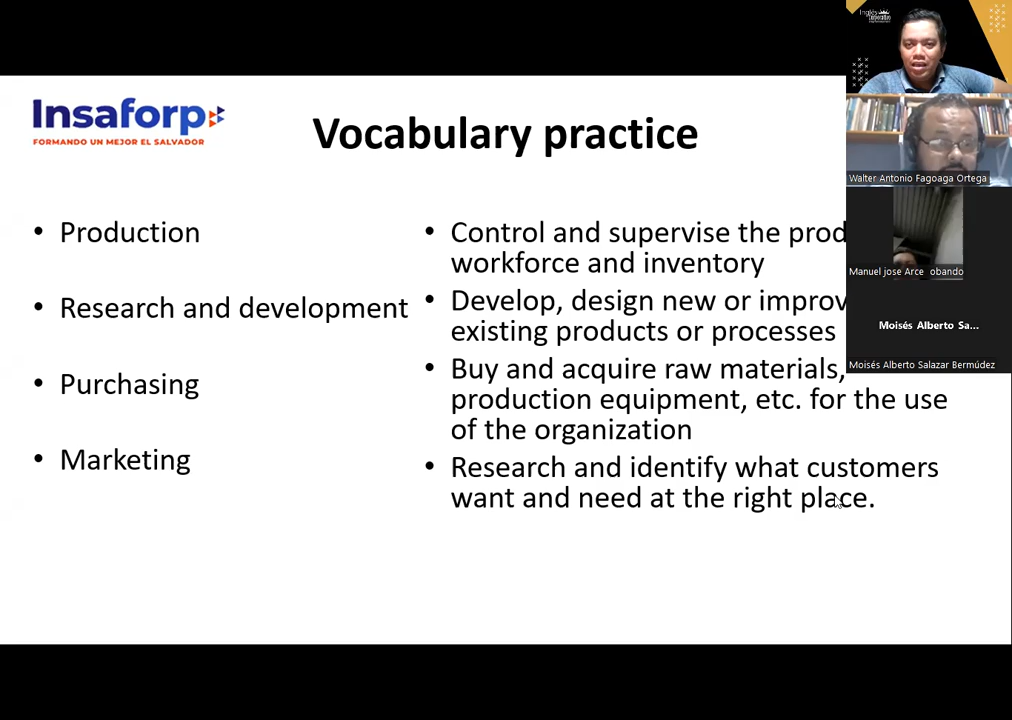 Insaforp
FORMANDO UN MEJOR EL SALVADOR
Vocabulary practice
• Production
• Research and development
• Purchasing
• Marketing
• Control and supervise the prod
workforce and inventory
• Develop, design new or improv
existing products or processes
• Buy and acquire raw materials,
production equipment, etc. for the use
of the organization
• Research and identify what customers
want and need at the right place.
Inglés
Corporativo
Walter Antonio Fagoaga Ortega
Manuel jose Arce obando
Moisés Alberto Sa...
Moisés Alberto Salazar Bermúdez